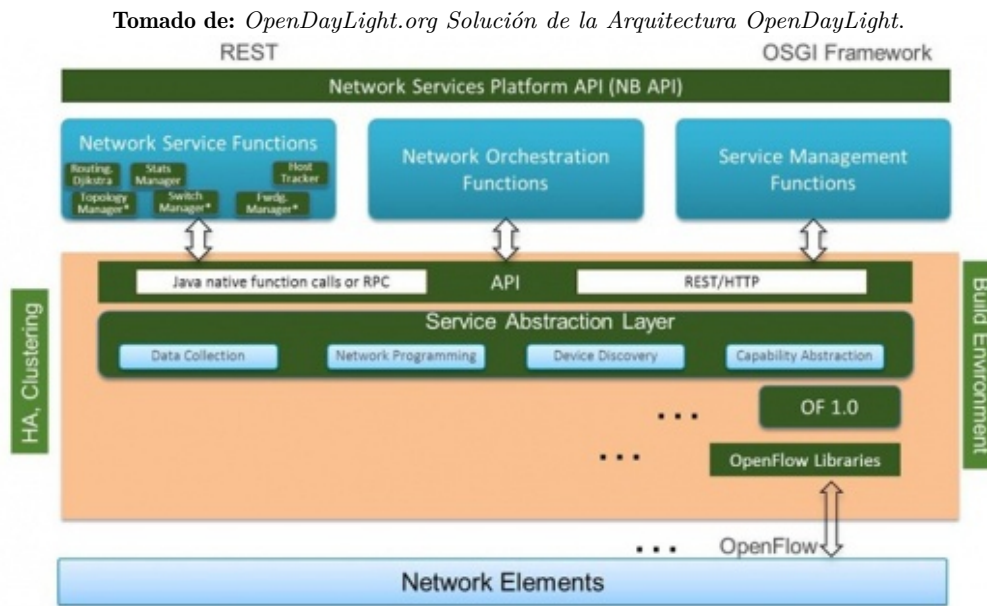 Tomado de: OpenDayLight.org Solución de la Arquitectura OpenDayLight.
REST
OSGI Framework
Network Services Platform API (NB API)
Network Service Functions
Routing. Djikstra
Stats Manager
Host Tracker
Topology Manager*
Switch Manager*
Fwdg. Manager*
Network Orchestration
Functions
Service Management
Functions
Java native function calls or RPC
API
REST/HTTP
Service Abstraction Layer
Data Collection
Network Programming
Device Discovery
Capability Abstraction
HA, Clustering
Build Environment
... OF 1.0
... OpenFlow Libraries
... OpenFlow
Network Elements